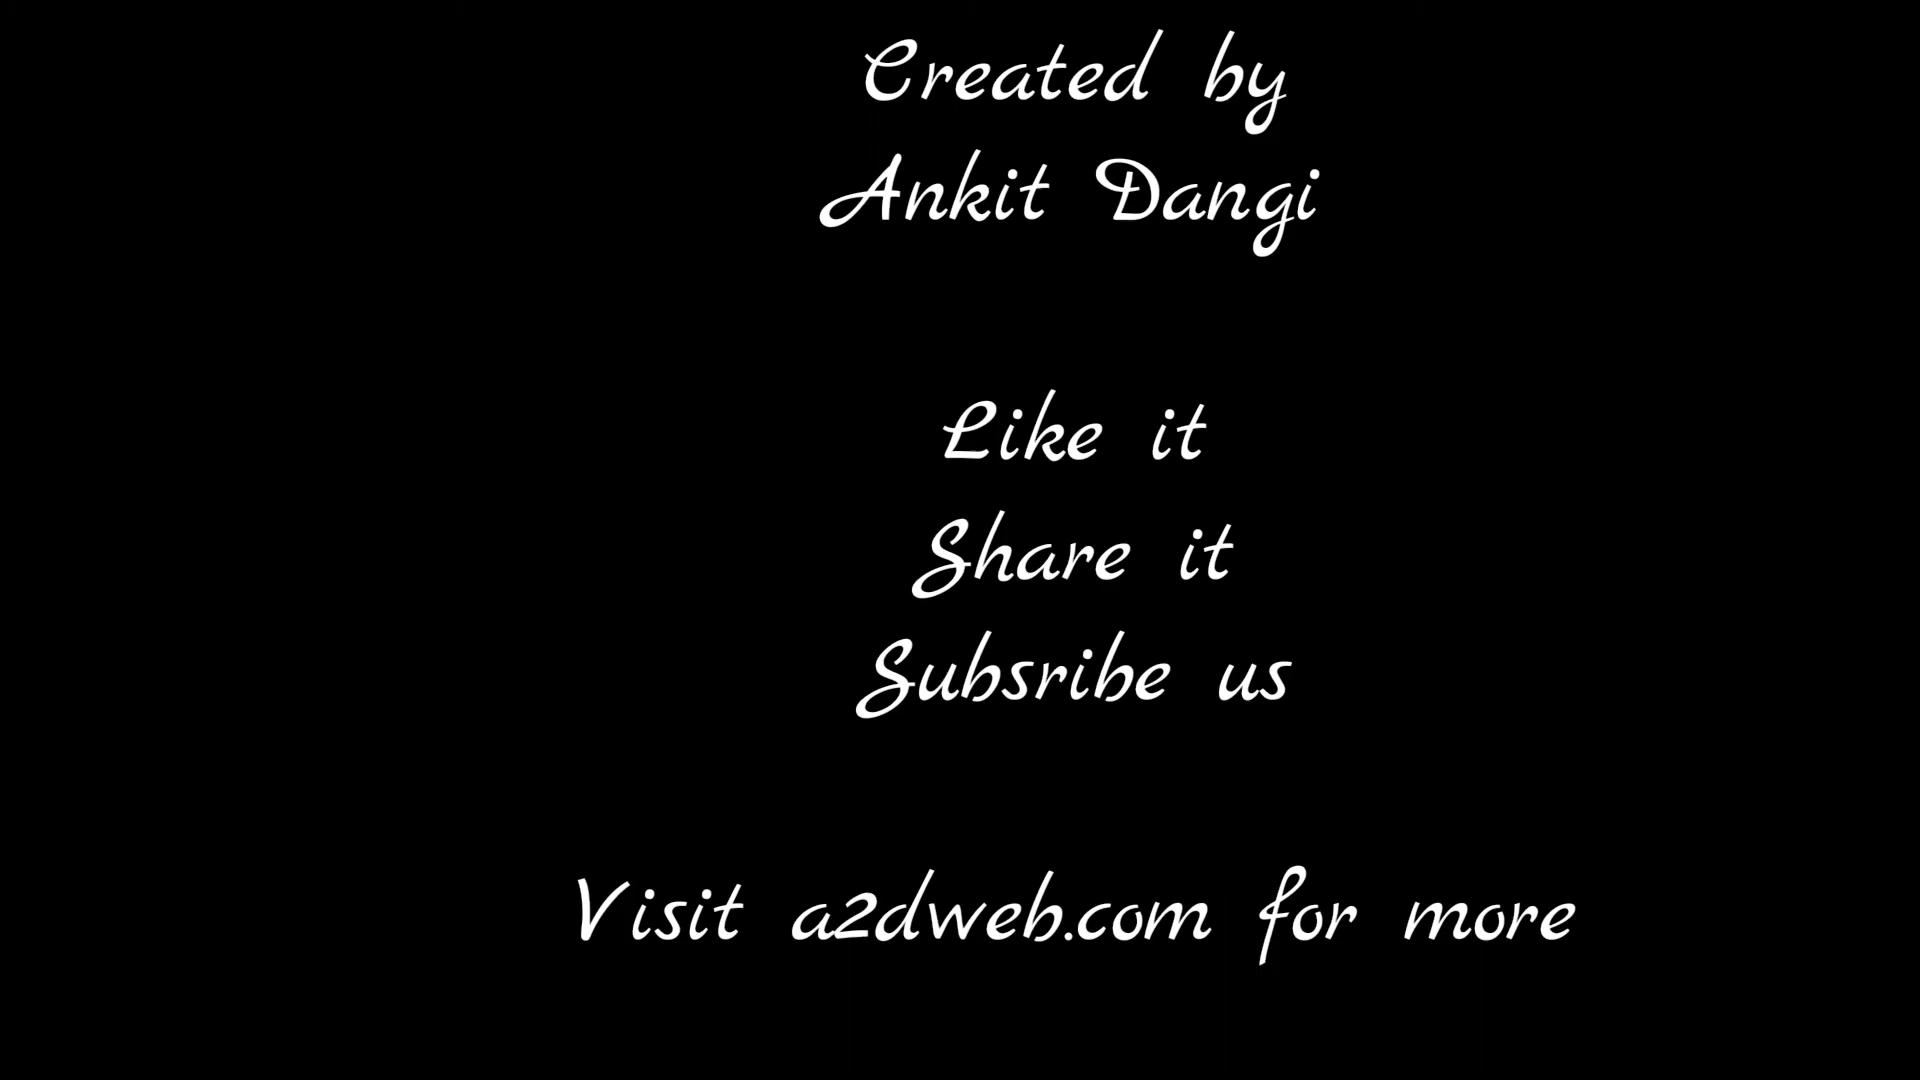 Created by
Ankit Dangi
Like it
Share it
Subsribe us
Visit a2dweb.com for more